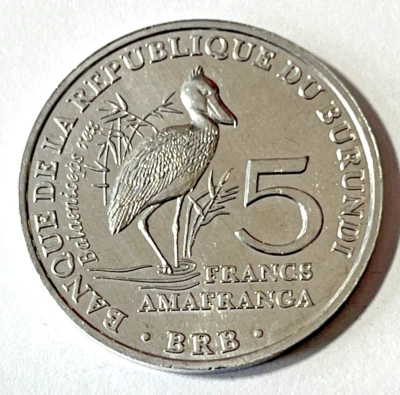 BANQUE DE LA REPUBLIQUE DU BURUNDI
Balaeniceps rex
5
FRANCS
AMAFRANGA
· BRB ·